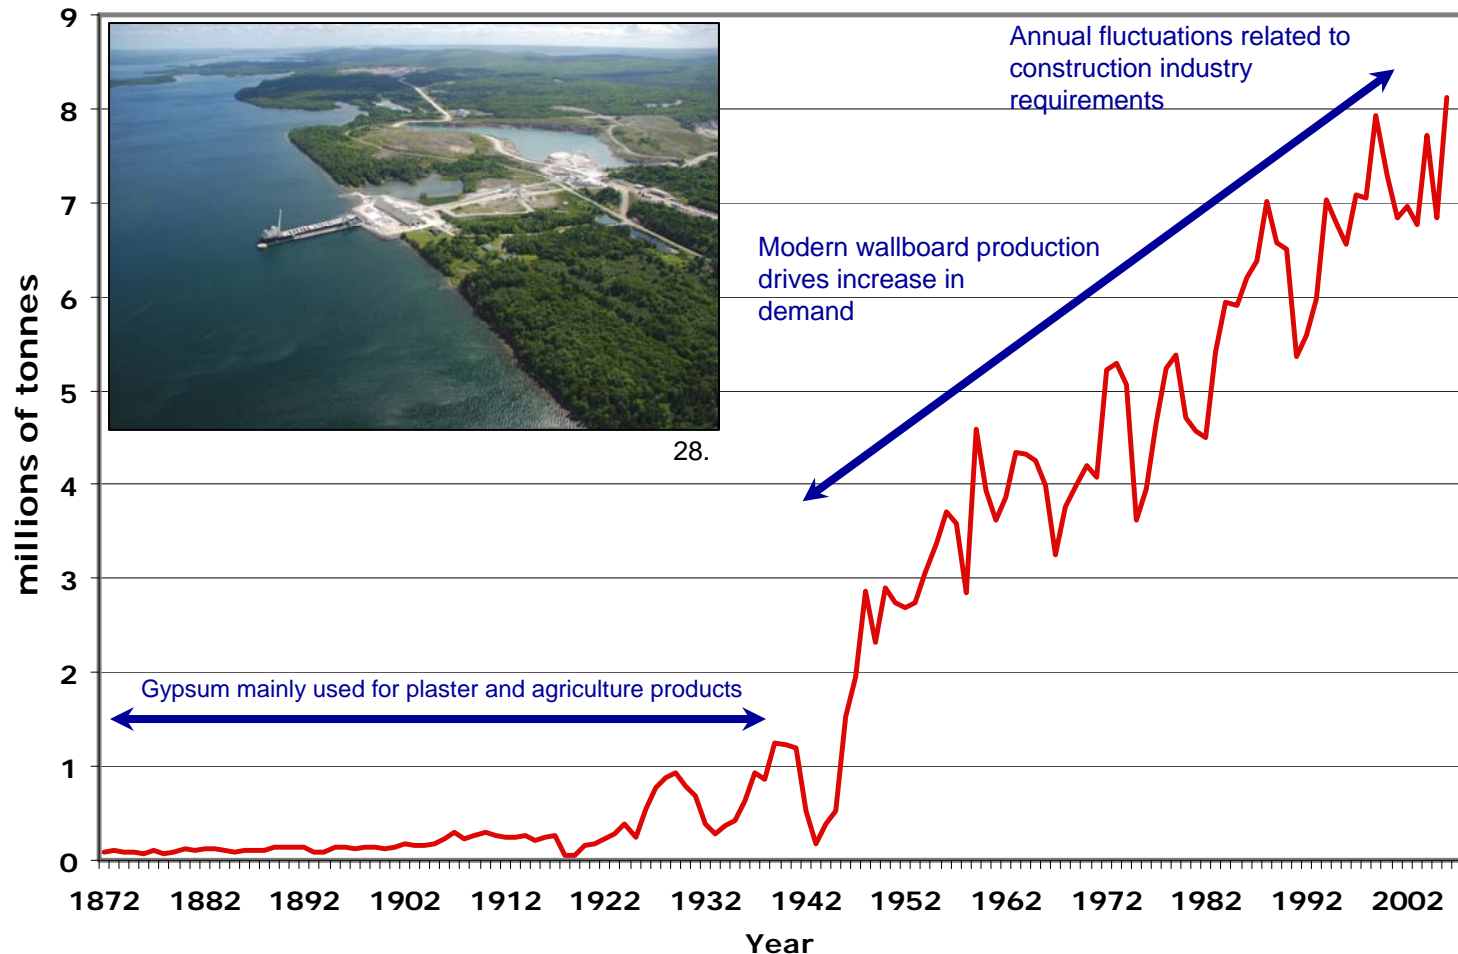 9
8
7
6
5
4
3
2
1
0
millions of tonnes
Annual fluctuations related to
construction industry
requirements
Modern wallboard production
drives increase in
demand
28.
Gypsum mainly used for plaster and agriculture products
1872 1882 1892 1902 1912 1922 1932 1942 1952 1962 1972 1982 1992 2002
Year